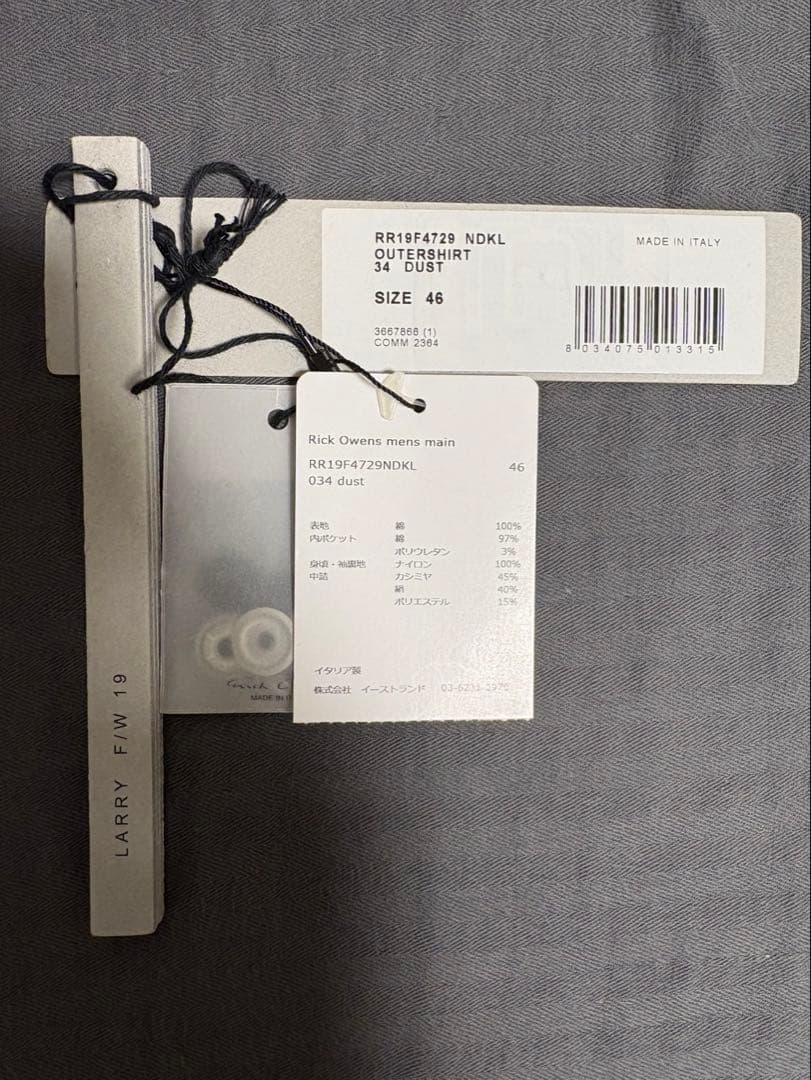 RR19F4729 NDKL
OUTERSHIRT
34 DUST
SIZE 46
3667866 (1)
COMM 2364
MADE IN ITALY
8 034075 013315
Rick Owens mens main
RR19F4729NDKL 46
034 dust
表地 綿 100%
内ポケット 綿 97%
ポリウレタン 3%
身頃・袖裏地 ナイロン 100%
中詰 カシミヤ 45%
絹 40%
ポリエステル 15%
イタリア製
株式会社 イーストランド
MADE IN
LARRY F/W 19